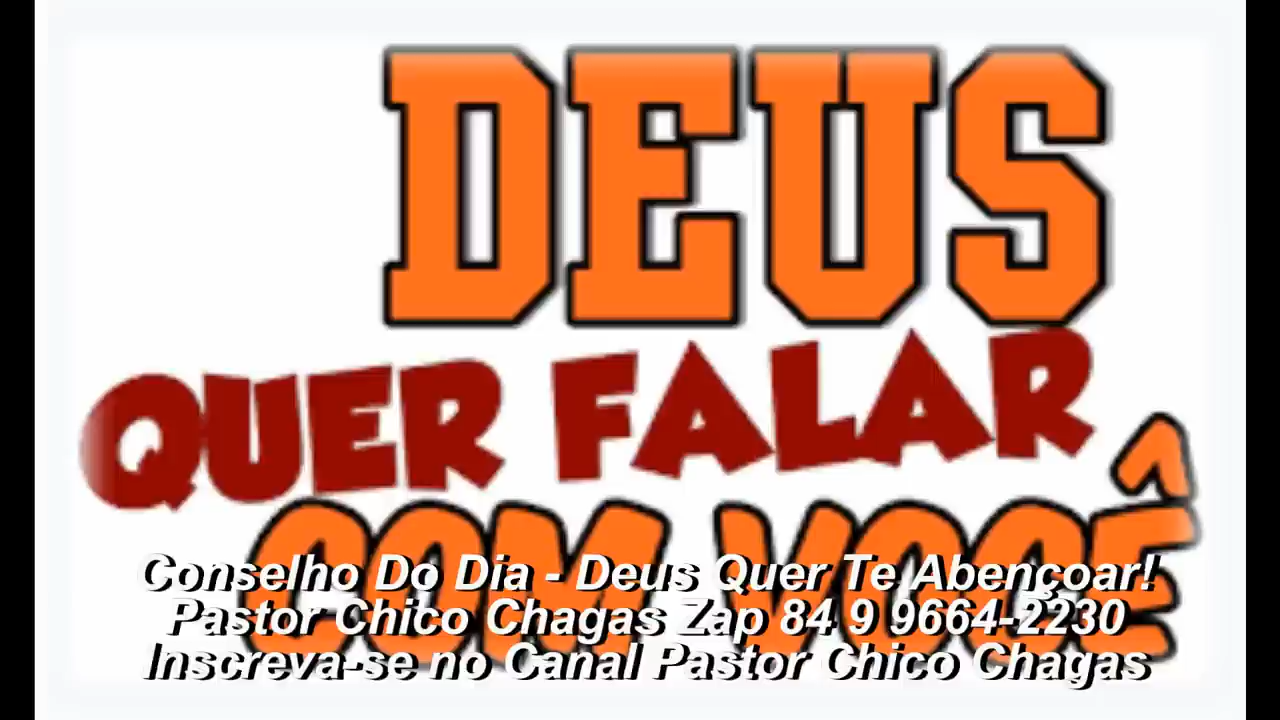 DEUS
QUER FALAR
COM VOCÊ
Conselho Do Dia - Deus Quer Te Abençoar!
Pastor Chico Chagas Zap 84 9 9664-2230
Inscreva-se no Canal Pastor Chico Chagas